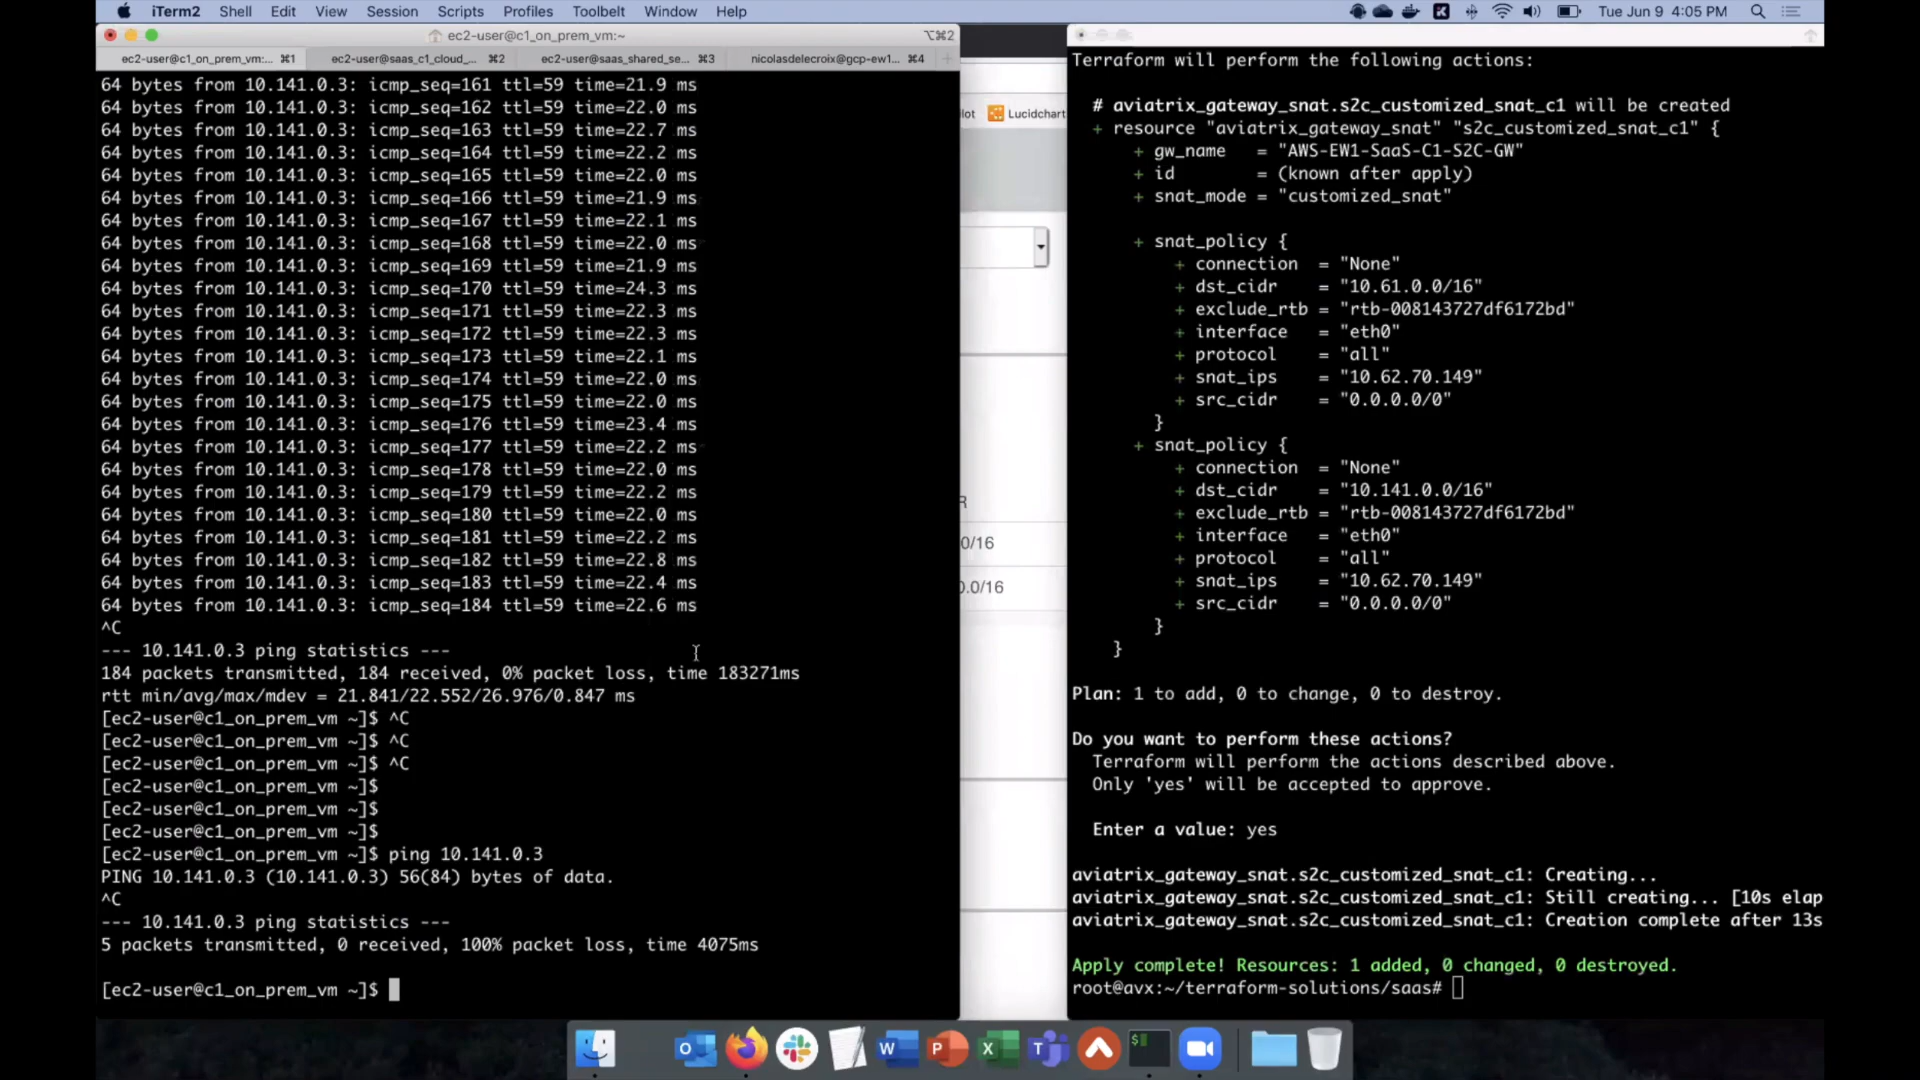 iTerm2 Shell Edit View Session Scripts Profiles Toolbelt Window Help Tue Jun 9 4:05 PM
ec2-user@c1_on_prem_vm:~ ⌥⌘2
ec2-user@c1_on_prem_vm:... ⌘1 ec2-user@saas_c1_cloud_... ⌘2 ec2-user@saas_shared_se... ⌘3 nicolasdelecroix@gcp-ew1... ⌘4
64 bytes from 10.141.0.3: icmp_seq=161 ttl=59 time=21.9 ms
64 bytes from 10.141.0.3: icmp_seq=162 ttl=59 time=22.0 ms
64 bytes from 10.141.0.3: icmp_seq=163 ttl=59 time=22.7 ms
64 bytes from 10.141.0.3: icmp_seq=164 ttl=59 time=22.2 ms
64 bytes from 10.141.0.3: icmp_seq=165 ttl=59 time=22.0 ms
64 bytes from 10.141.0.3: icmp_seq=166 ttl=59 time=21.9 ms
64 bytes from 10.141.0.3: icmp_seq=167 ttl=59 time=22.1 ms
64 bytes from 10.141.0.3: icmp_seq=168 ttl=59 time=22.0 ms
64 bytes from 10.141.0.3: icmp_seq=169 ttl=59 time=21.9 ms
64 bytes from 10.141.0.3: icmp_seq=170 ttl=59 time=24.3 ms
64 bytes from 10.141.0.3: icmp_seq=171 ttl=59 time=22.3 ms
64 bytes from 10.141.0.3: icmp_seq=172 ttl=59 time=22.3 ms
64 bytes from 10.141.0.3: icmp_seq=173 ttl=59 time=22.1 ms
64 bytes from 10.141.0.3: icmp_seq=174 ttl=59 time=22.0 ms
64 bytes from 10.141.0.3: icmp_seq=175 ttl=59 time=22.0 ms
64 bytes from 10.141.0.3: icmp_seq=176 ttl=59 time=23.4 ms
64 bytes from 10.141.0.3: icmp_seq=177 ttl=59 time=22.2 ms
64 bytes from 10.141.0.3: icmp_seq=178 ttl=59 time=22.0 ms
64 bytes from 10.141.0.3: icmp_seq=179 ttl=59 time=22.2 ms
64 bytes from 10.141.0.3: icmp_seq=180 ttl=59 time=22.0 ms
64 bytes from 10.141.0.3: icmp_seq=181 ttl=59 time=22.2 ms
64 bytes from 10.141.0.3: icmp_seq=182 ttl=59 time=22.8 ms
64 bytes from 10.141.0.3: icmp_seq=183 ttl=59 time=22.4 ms
64 bytes from 10.141.0.3: icmp_seq=184 ttl=59 time=22.6 ms
^C
--- 10.141.0.3 ping statistics ---
184 packets transmitted, 184 received, 0% packet loss, time 183271ms
rtt min/avg/max/mdev = 21.841/22.552/26.976/0.847 ms
[ec2-user@c1_on_prem_vm ~]$ ^C
[ec2-user@c1_on_prem_vm ~]$ ^C
[ec2-user@c1_on_prem_vm ~]$ ^C
[ec2-user@c1_on_prem_vm ~]$
[ec2-user@c1_on_prem_vm ~]$
[ec2-user@c1_on_prem_vm ~]$
[ec2-user@c1_on_prem_vm ~]$ ping 10.141.0.3
PING 10.141.0.3 (10.141.0.3) 56(84) bytes of data.
^C
--- 10.141.0.3 ping statistics ---
5 packets transmitted, 0 received, 100% packet loss, time 4075ms
[ec2-user@c1_on_prem_vm ~]$
lot Lucidchart
R
0/16
0.0/16
Terraform will perform the following actions:
# aviatrix_gateway_snat.s2c_customized_snat_c1 will be created
+ resource "aviatrix_gateway_snat" "s2c_customized_snat_c1" {
+ gw_name = "AWS-EW1-SaaS-C1-S2C-GW"
+ id = (known after apply)
+ snat_mode = "customized_snat"
+ snat_policy {
+ connection = "None"
+ dst_cidr = "10.61.0.0/16"
+ exclude_rtb = "rtb-008143727df6172bd"
+ interface = "eth0"
+ protocol = "all"
+ snat_ips = "10.62.70.149"
+ src_cidr = "0.0.0.0/0"
}
+ snat_policy {
+ connection = "None"
+ dst_cidr = "10.141.0.0/16"
+ exclude_rtb = "rtb-008143727df6172bd"
+ interface = "eth0"
+ protocol = "all"
+ snat_ips = "10.62.70.149"
+ src_cidr = "0.0.0.0/0"
}
}
Plan: 1 to add, 0 to change, 0 to destroy.
Do you want to perform these actions?
Terraform will perform the actions described above.
Only 'yes' will be accepted to approve.
Enter a value: yes
aviatrix_gateway_snat.s2c_customized_snat_c1: Creating...
aviatrix_gateway_snat.s2c_customized_snat_c1: Still creating... [10s elap
aviatrix_gateway_snat.s2c_customized_snat_c1: Creation complete after 13s
Apply complete! Resources: 1 added, 0 changed, 0 destroyed.
root@avx:~/terraform-solutions/saas#